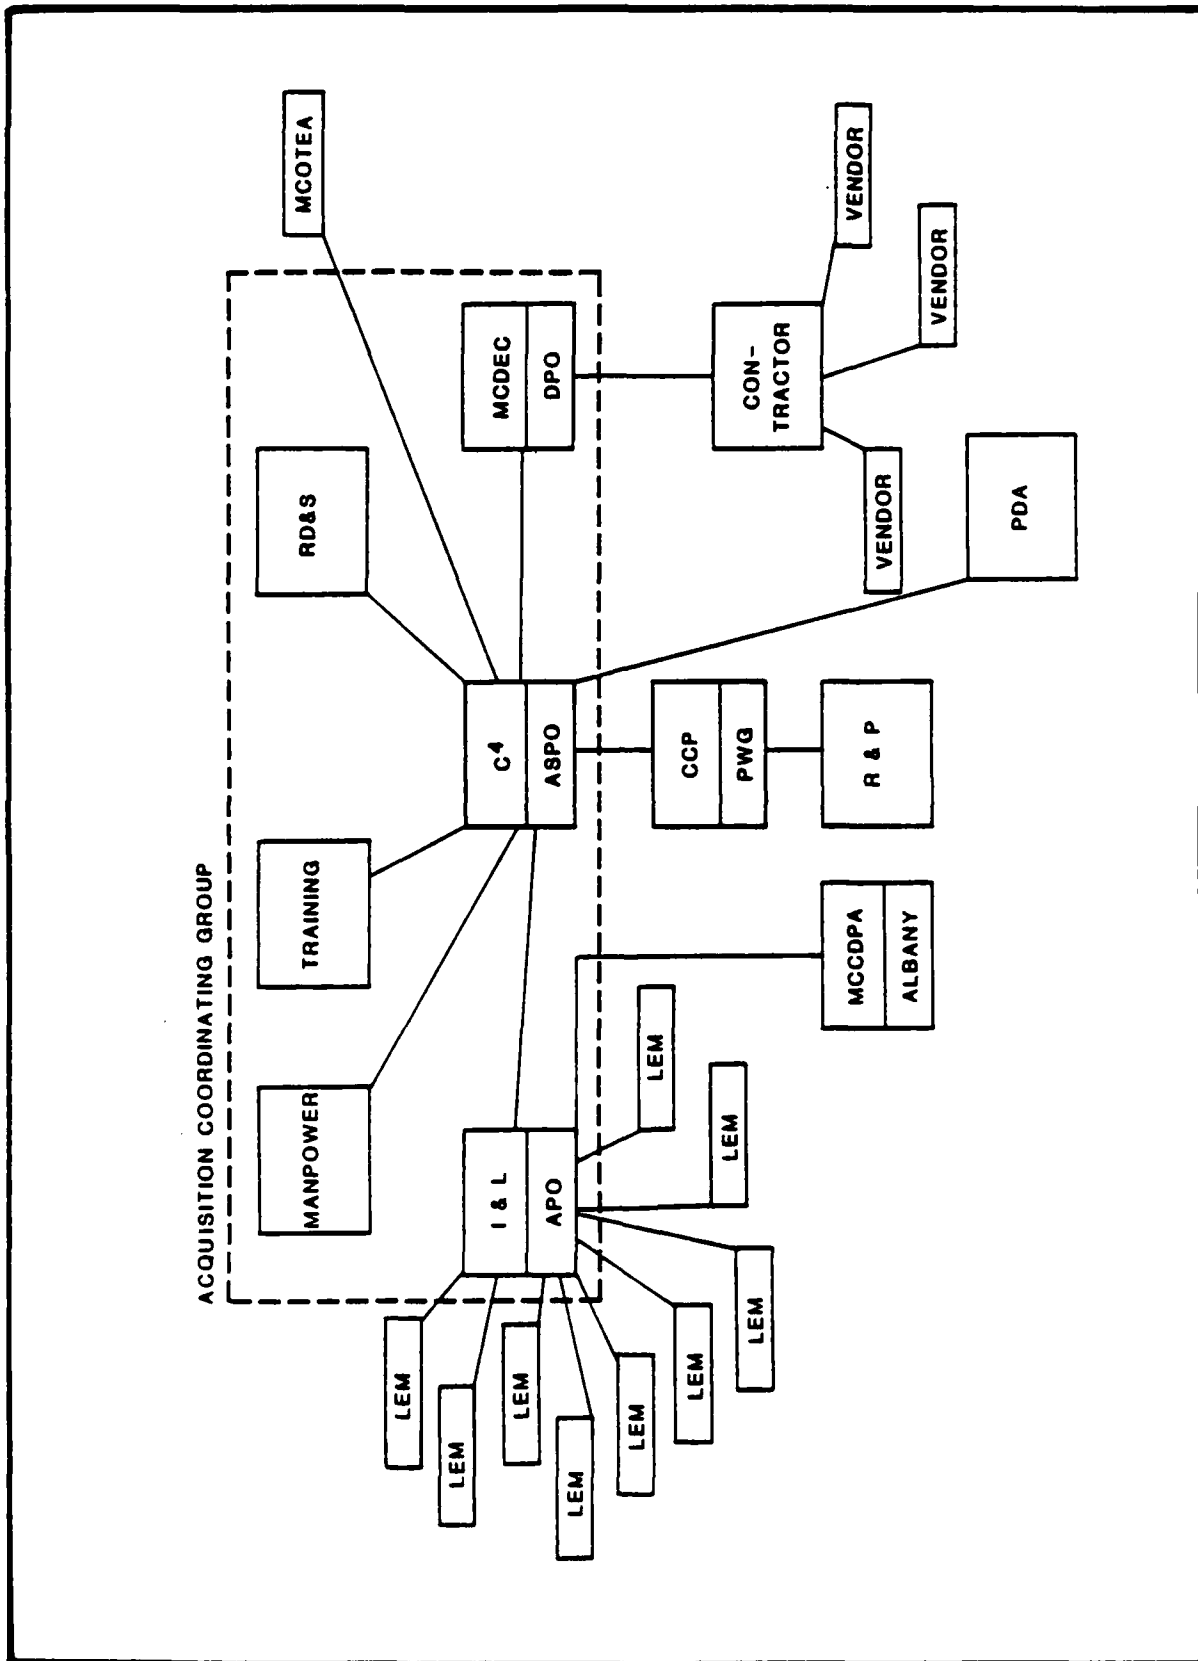 ACQUISITION COORDINATING GROUP
MANPOWER
TRAINING
RD&S
MCOTEA
I & L
APO
C⁴
ASPO
MCDEC
DPO
LEM
LEM
LEM
LEM
LEM
LEM
LEM
LEM
LEM
CCP
PWG
R & P
MCCDPA
ALBANY
CON-
TRACTOR
VENDOR
VENDOR
VENDOR
PDA